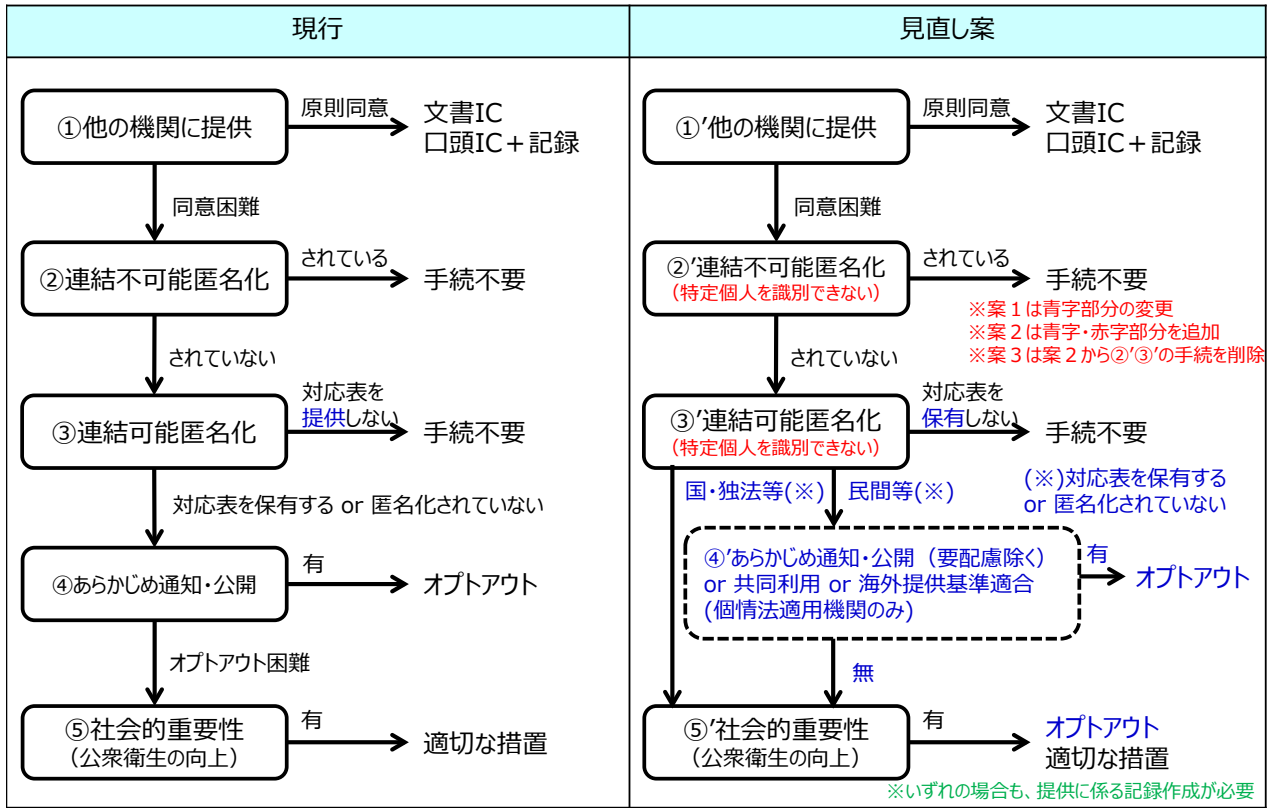 現行
①他の機関に提供
原則同意
文書IC
口頭IC＋記録
同意困難
②連結不可能匿名化
されている
手続不要
されていない
③連結可能匿名化
対応表を
提供しない
手続不要
対応表を保有する or 匿名化されていない
④あらかじめ通知・公開
有
オプトアウト
オプトアウト困難
⑤社会的重要性
（公衆衛生の向上）
有
適切な措置
見直し案
①’他の機関に提供
原則同意
文書IC
口頭IC＋記録
同意困難
②’連結不可能匿名化
（特定個人を識別できない）
されている
手続不要
※案１は青字部分の変更
※案２は青字・赤字部分を追加
※案３は案２から②’③’の手続を削除
されていない
③’連結可能匿名化
（特定個人を識別できない）
対応表を
保有しない
手続不要
国・独法等(※)
民間等(※)
(※)対応表を保有する
or 匿名化されていない
④’あらかじめ通知・公開（要配慮除く）
or 共同利用 or 海外提供基準適合
(個情法適用機関のみ)
有
オプトアウト
無
⑤’社会的重要性
（公衆衛生の向上）
有
オプトアウト
適切な措置
※いずれの場合も、提供に係る記録作成が必要